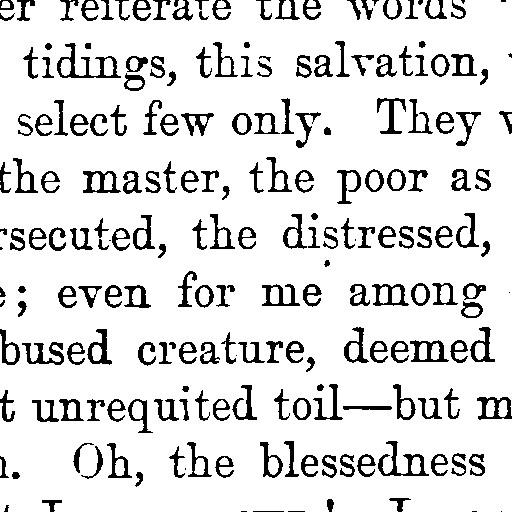 er reiterate the words
tidings, this salvation,
select few only. They
the master, the poor as
rsecuted, the distressed,
e; even for me among
bused creature, deemed
t unrequited toil—but m
n. Oh, the blessedness